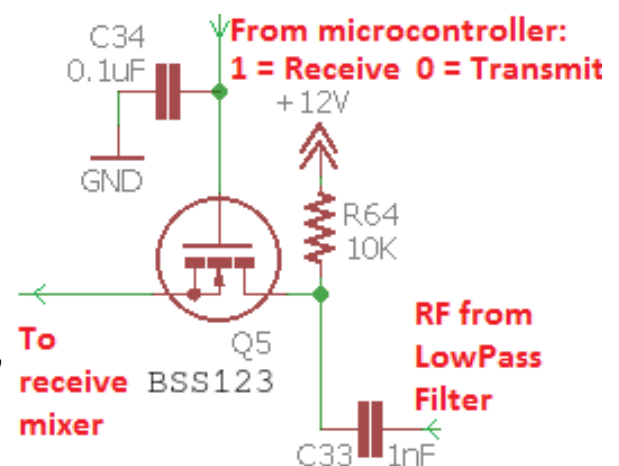 From microcontroller:
1 = Receive 0 = Transmit
C34
0.1uF
+12V
GND
R64
10K
Q5
BSS123
To
receive
mixer
RF from
LowPass
Filter
C33
1nF